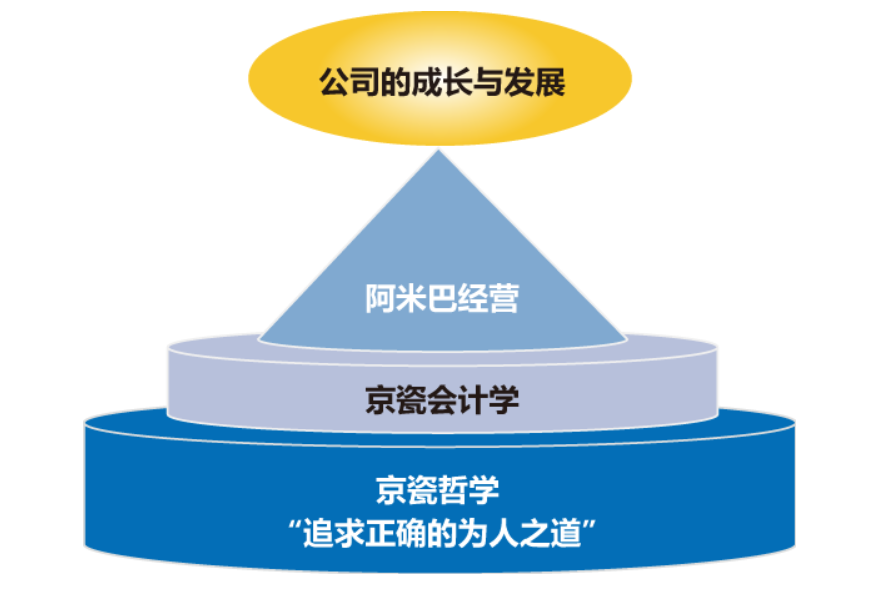 公司的成长与发展
阿米巴经营
京瓷会计学
京瓷哲学
“追求正确的为人之道”